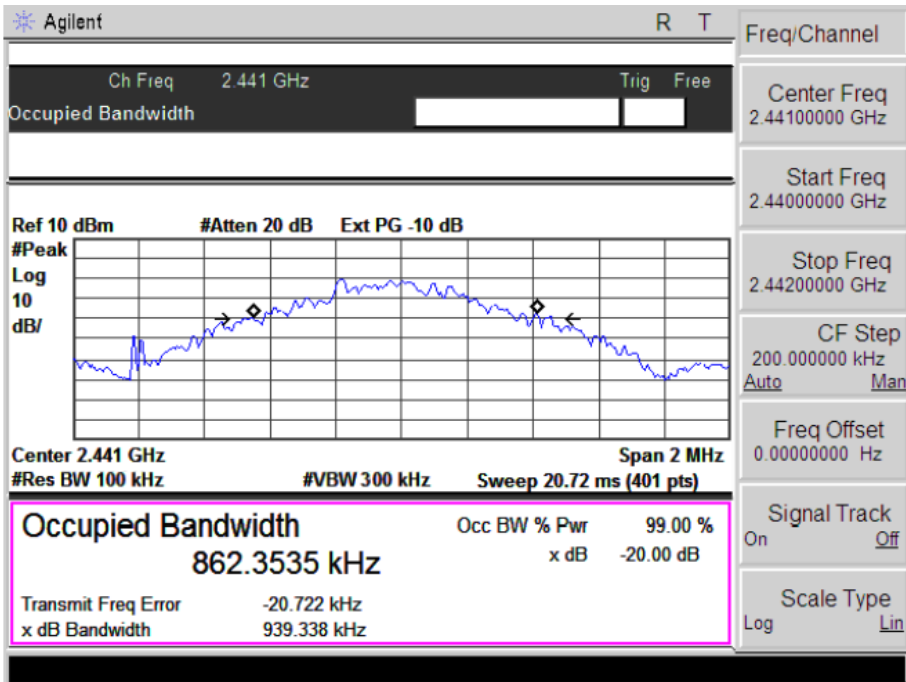 Agilent R T
Ch Freq 2.441 GHz Trig Free
Occupied Bandwidth
Ref 10 dBm #Atten 20 dB Ext PG -10 dB
#Peak
Log
10
dB/
Center 2.441 GHz Span 2 MHz
#Res BW 100 kHz #VBW 300 kHz Sweep 20.72 ms (401 pts)
Occupied Bandwidth Occ BW % Pwr 99.00 %
862.3535 kHz x dB -20.00 dB
Transmit Freq Error -20.722 kHz
x dB Bandwidth 939.338 kHz
Freq/Channel
Center Freq
2.44100000 GHz
Start Freq
2.44000000 GHz
Stop Freq
2.44200000 GHz
CF Step
200.000000 kHz
Auto Man
Freq Offset
0.00000000 Hz
Signal Track
On Off
Scale Type
Log Lin